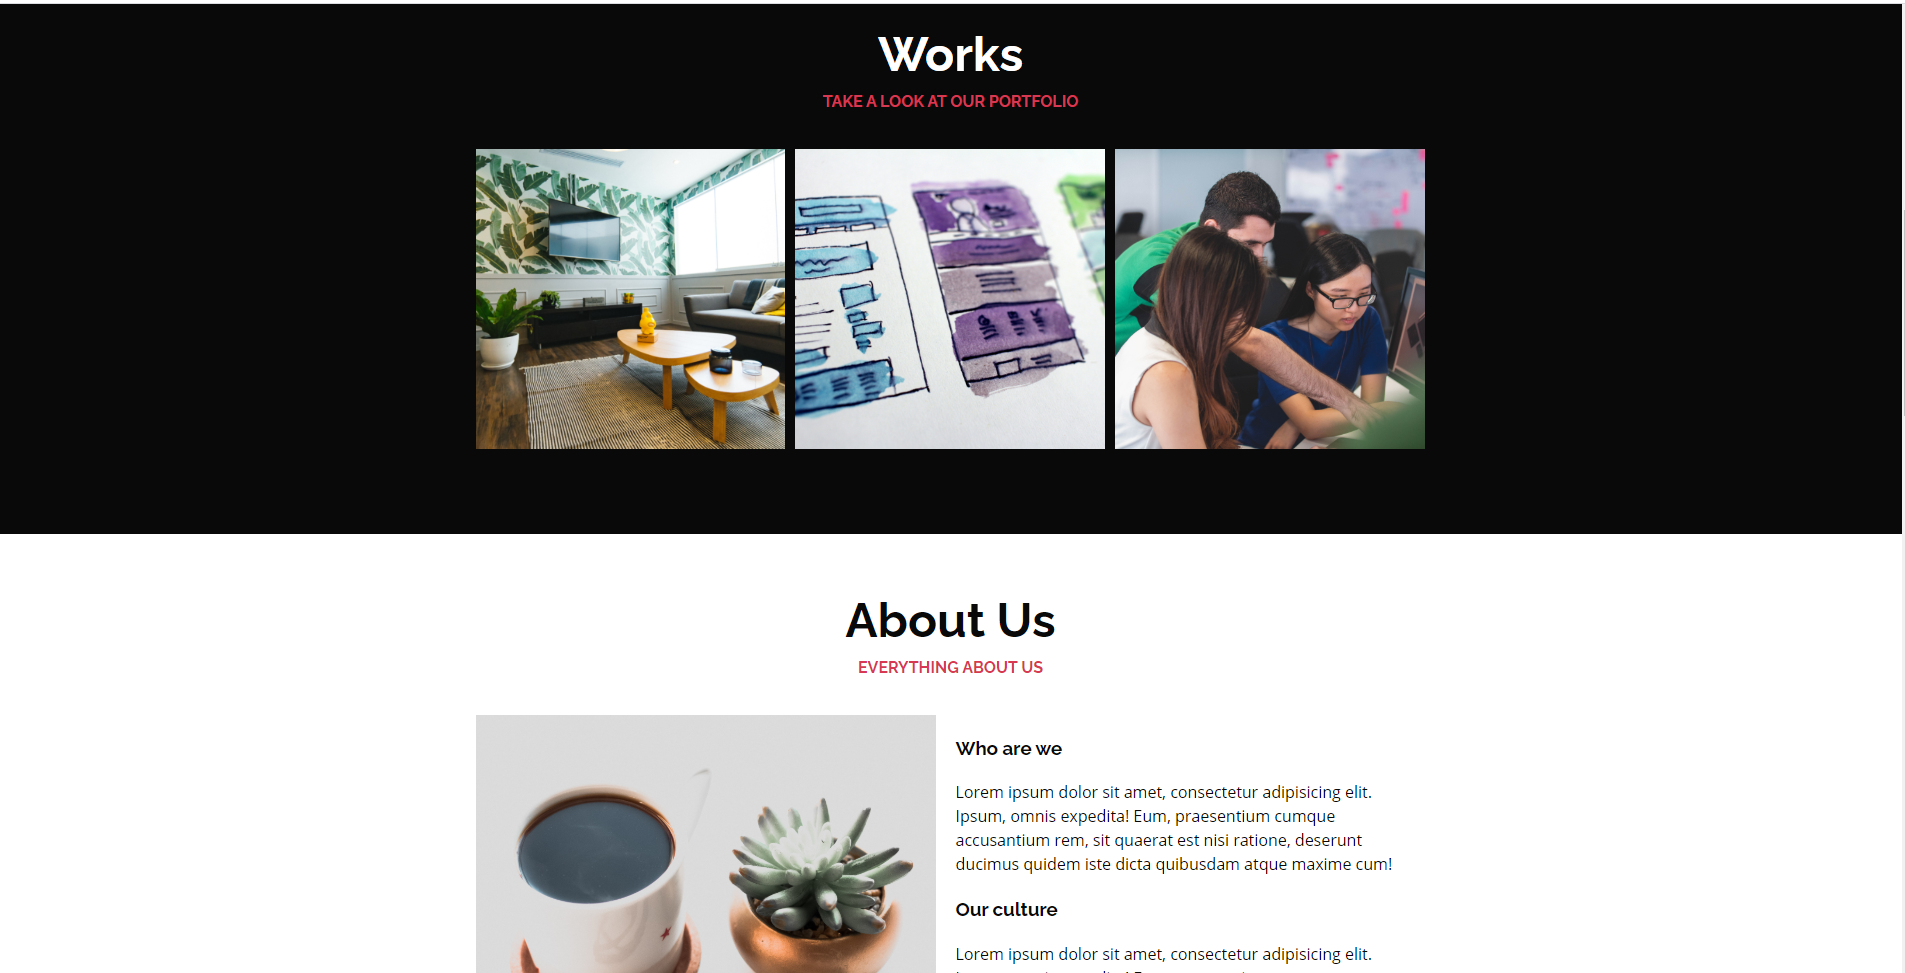 Works
TAKE A LOOK AT OUR PORTFOLIO
About Us
EVERYTHING ABOUT US
Who are we
Lorem ipsum dolor sit amet, consectetur adipisicing elit.
Ipsum, omnis expedita! Eum, praesentium cumque
accusantium rem, sit quaerat est nisi ratione, deserunt
ducimus quidem iste dicta quibusdam atque maxime cum!
Our culture
Lorem ipsum dolor sit amet, consectetur adipisicing elit.